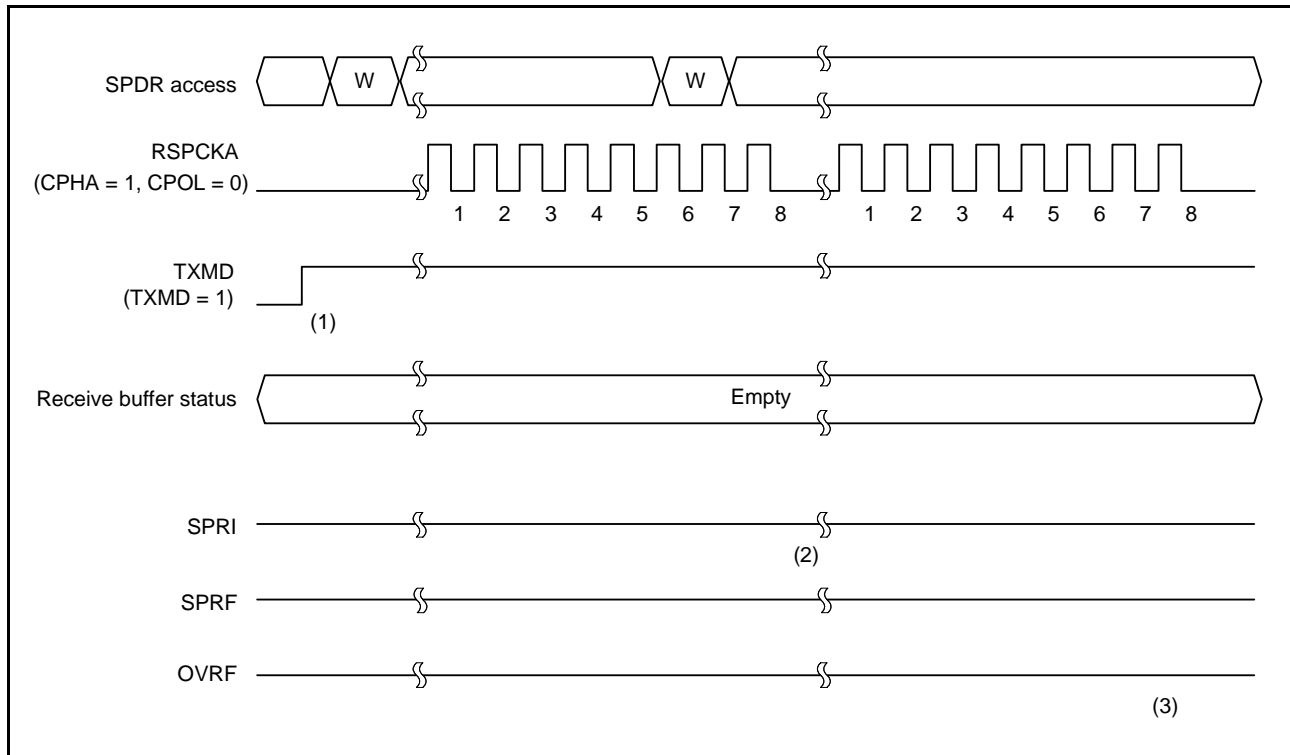 SPDR access
W
W
RSPCKA
(CPHA = 1, CPOL = 0)
1 2 3 4 5 6 7 8
1 2 3 4 5 6 7 8
TXMD
(TXMD = 1)
(1)
Receive buffer status
Empty
SPRI
(2)
SPRF
OVRF
(3)